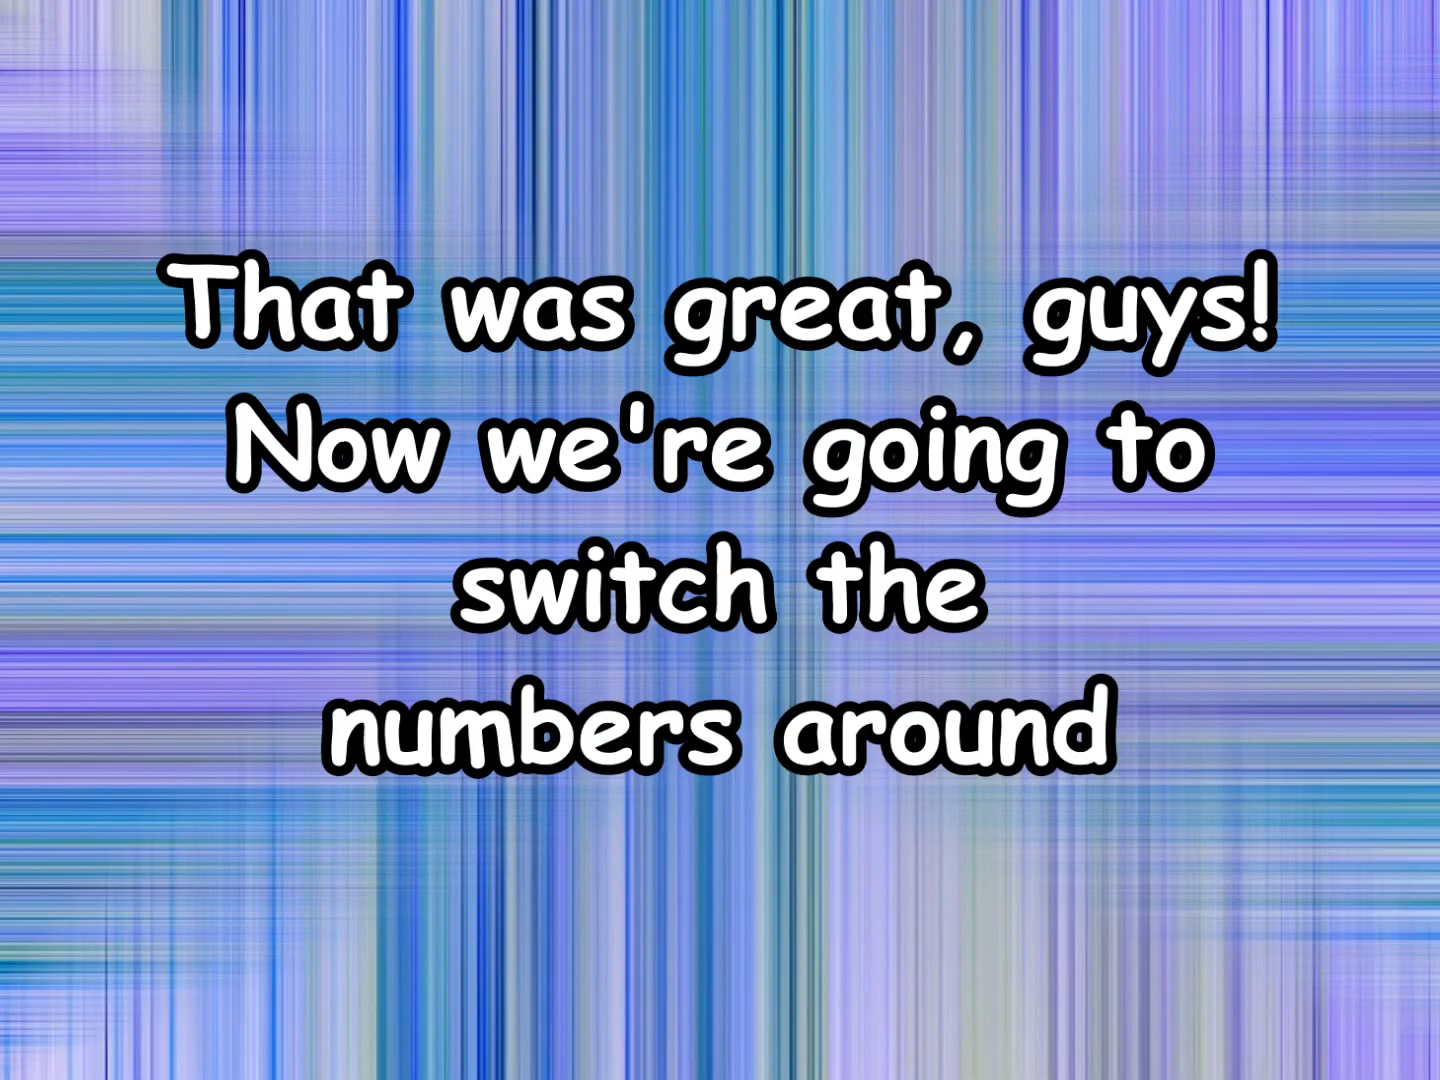 That was great, guys!
Now we're going to
switch the
numbers around